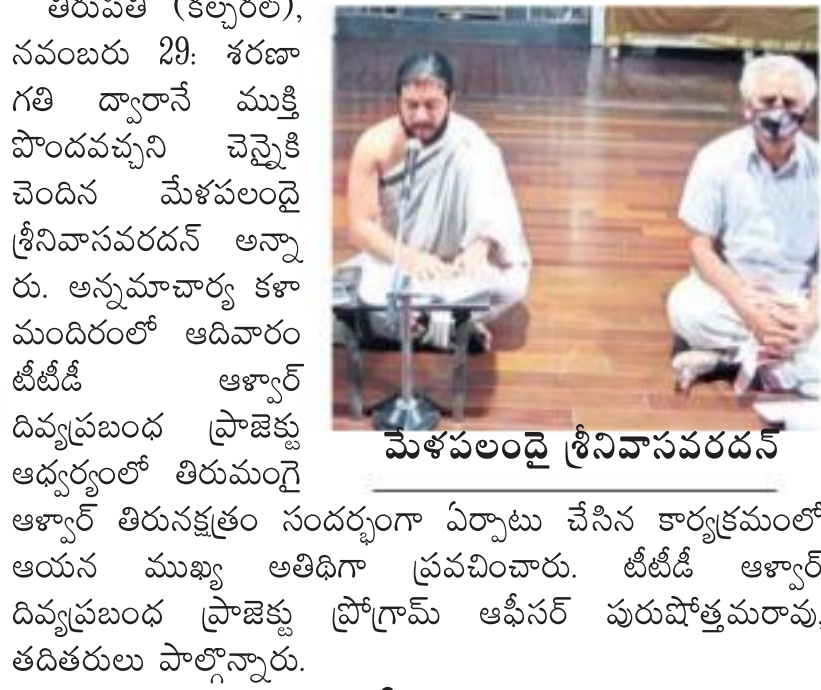 తిరుపతి (కల్చరల్),
నవంబరు 29: శరణా
గతి ద్వారానే ముక్తి
పొందవచ్చని చెన్నైకి
చెందిన మేళపలందై
శ్రీనివాసవరదన్ అన్నా
రు. అన్నమాచార్య కళా
మందిరంలో ఆదివారం
టీటీడీ ఆళ్వార్
దివ్యప్రబంధ ప్రాజెక్టు
ఆధ్వర్యంలో తిరుమంగై
మేళపలందై శ్రీనివాసవరదన్
ఆళ్వార్ తిరునక్షత్రం సందర్భంగా ఏర్పాటు చేసిన కార్యక్రమంలో
ఆయన ముఖ్య అతిథిగా ప్రవచించారు. టీటీడీ ఆళ్వార్
దివ్యప్రబంధ ప్రాజెక్టు ప్రోగ్రామ్ ఆఫీసర్ పురుషోత్తమరావు,
తదితరులు పాల్గొన్నారు.